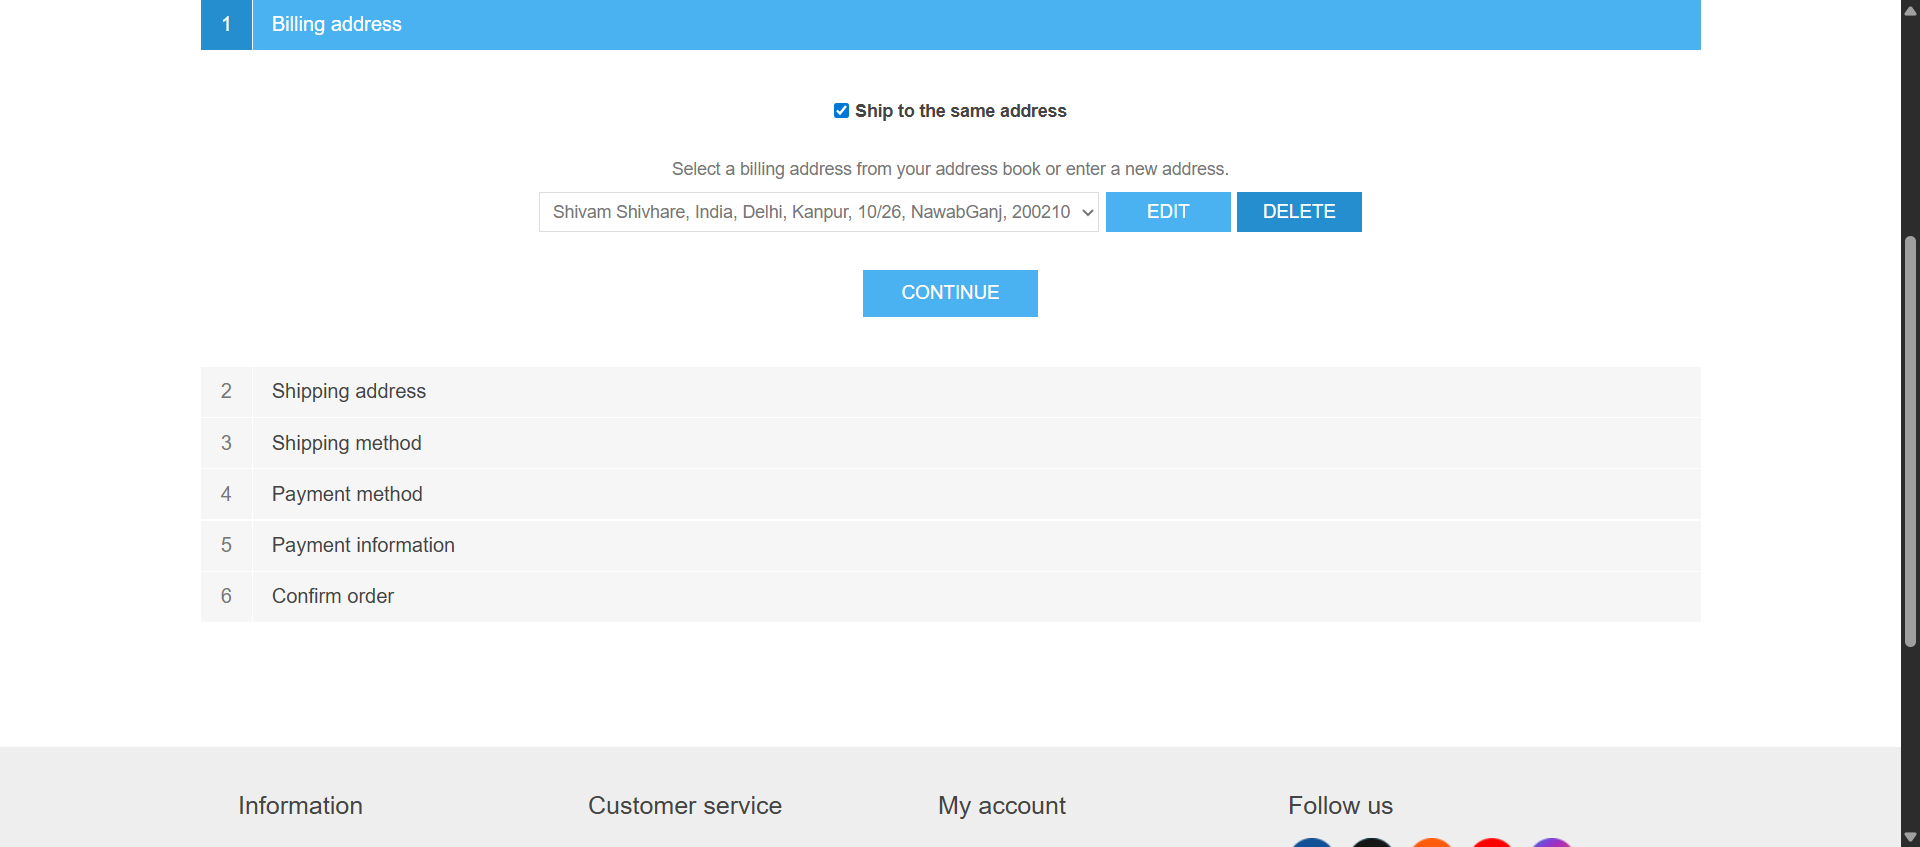 1 Billing address
Ship to the same address
Select a billing address from your address book or enter a new address.
Shivam Shivhare, India, Delhi, Kanpur, 10/26, NawabGanj, 200210 EDIT DELETE
CONTINUE
2 Shipping address
3 Shipping method
4 Payment method
5 Payment information
6 Confirm order
Information Customer service My account Follow us